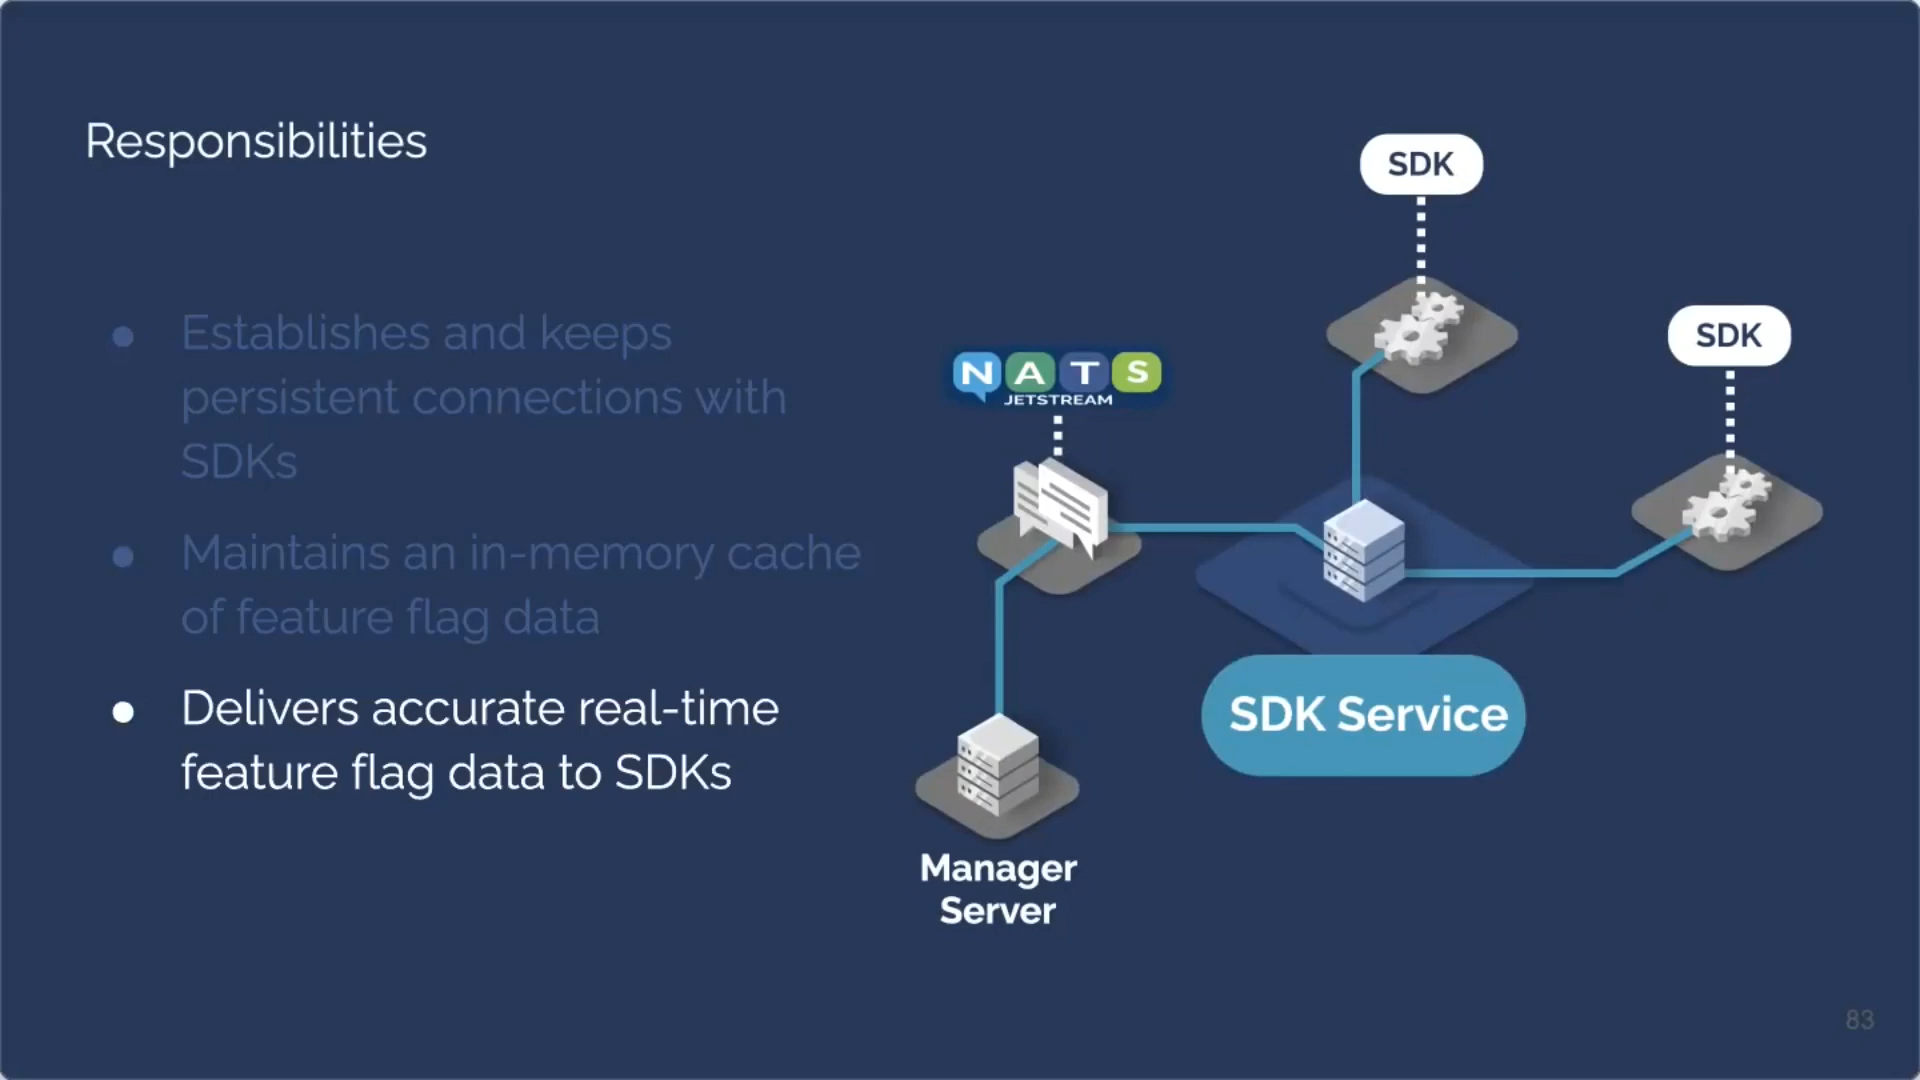 Responsibilities
● Establishes and keeps
persistent connections with
SDKs
● Maintains an in-memory cache
of feature flag data
● Delivers accurate real-time
feature flag data to SDKs
SDK
SDK
NATS
JETSTREAM
SDK Service
Manager
Server
83